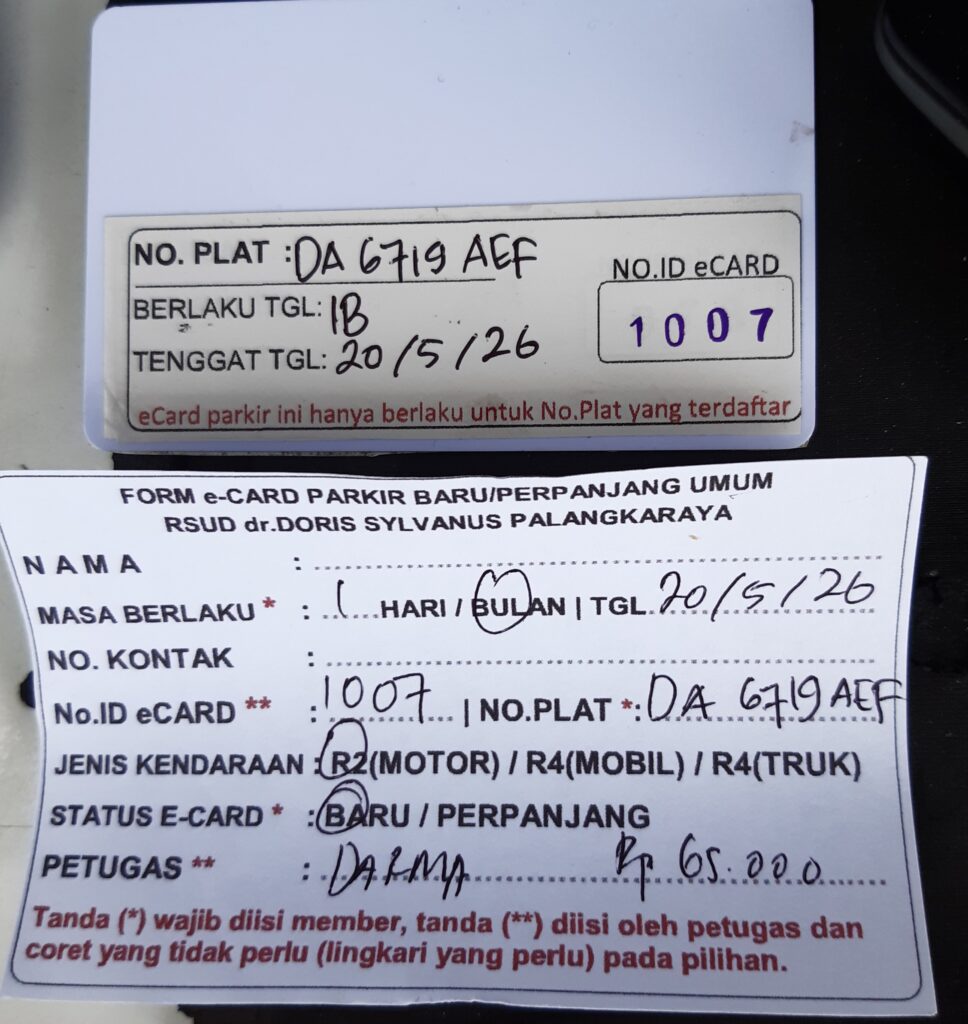 NO. PLAT : DA 6719 AEF
BERLAKU TGL: 1B
TENGGAT TGL: 20/5/26
NO.ID eCARD
1007
eCard parkir ini hanya berlaku untuk No.Plat yang terdaftar
FORM e-CARD PARKIR BARU/PERPANJANG UMUM
RSUD dr.DORIS SYLVANUS PALANGKARAYA
NAMA :
MASA BERLAKU * : 1 HARI / BULAN | TGL 20/5/26
NO. KONTAK :
No.ID eCARD ** : 1007 | NO.PLAT *: DA 6719 AEF
JENIS KENDARAAN : R2(MOTOR) / R4(MOBIL) / R4(TRUK)
STATUS E-CARD * : BARU / PERPANJANG
PETUGAS ** : DARMA Rp 65.000
Tanda (*) wajib diisi member, tanda (**) diisi oleh petugas dan
coret yang tidak perlu (lingkari yang perlu) pada pilihan.